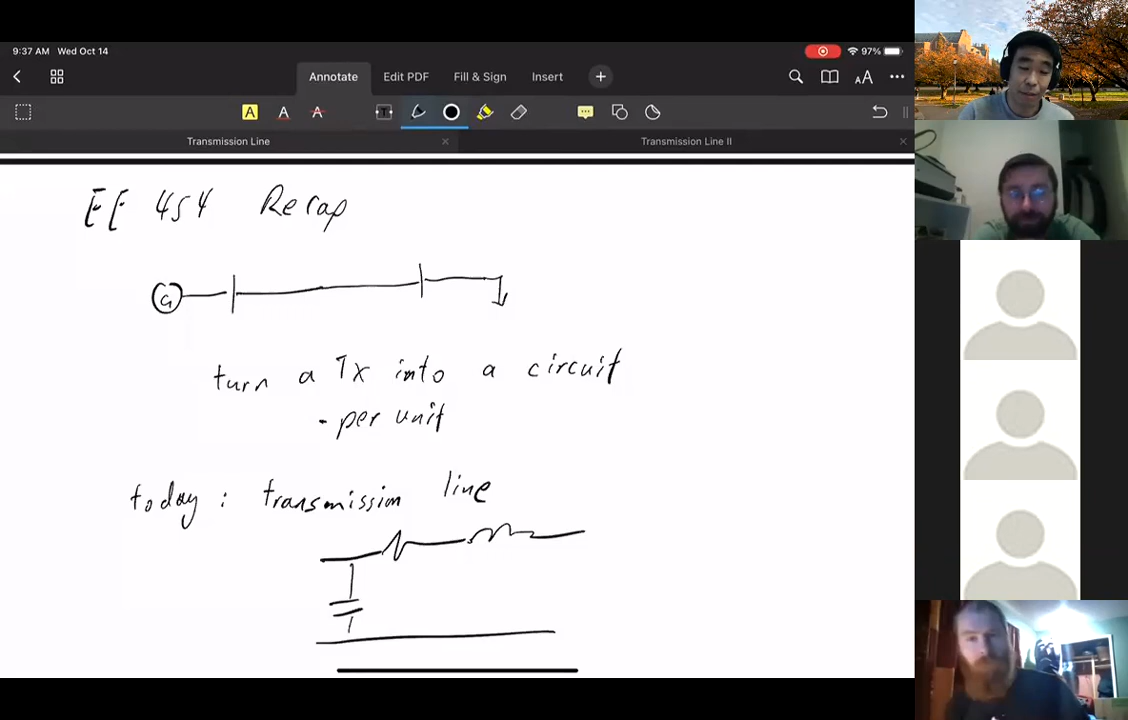 9:37 AM Wed Oct 14
97%
Annotate Edit PDF Fill & Sign Insert
Transmission Line Transmission Line II
EE 454 Recap
G
turn a Tx into a circuit
- per unit
today: transmission line